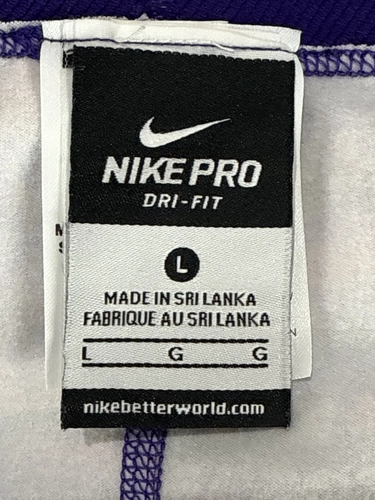 NIKE PRO
DRI-FIT
L
MADE IN SRI LANKA
FABRIQUE AU SRI LANKA
L G G
nikebetterworld.com